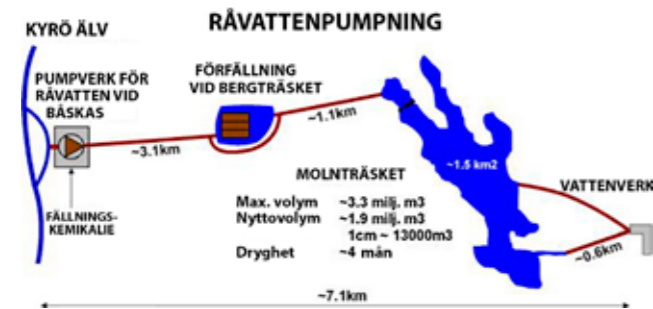 RÅVATTENPUMPNING
KYRÖ ÄLV
PUMPVERK FÖR
RÅVATTEN VID
BÅSKAS
FÖRFÄLLNING
VID BERGTRÄSKET
~3.1km
~1.1km
FÄLLNINGS-
KEMIKALIE
MOLNTRÄSKET
Max. volym ~3.3 milj. m3
Nyttovolym ~1.9 milj. m3
1cm ~ 13000m3
Dryghet ~4 mån
~1.5 km2
VATTENVERK
~0.6km
~7.1km